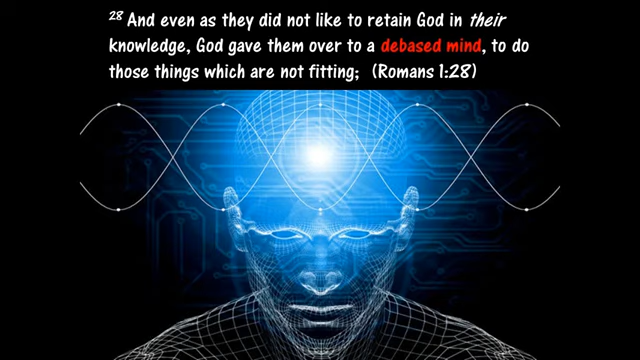 28 And even as they did not like to retain God in their
knowledge, God gave them over to a debased mind, to do
those things which are not fitting; (Romans 1:28)